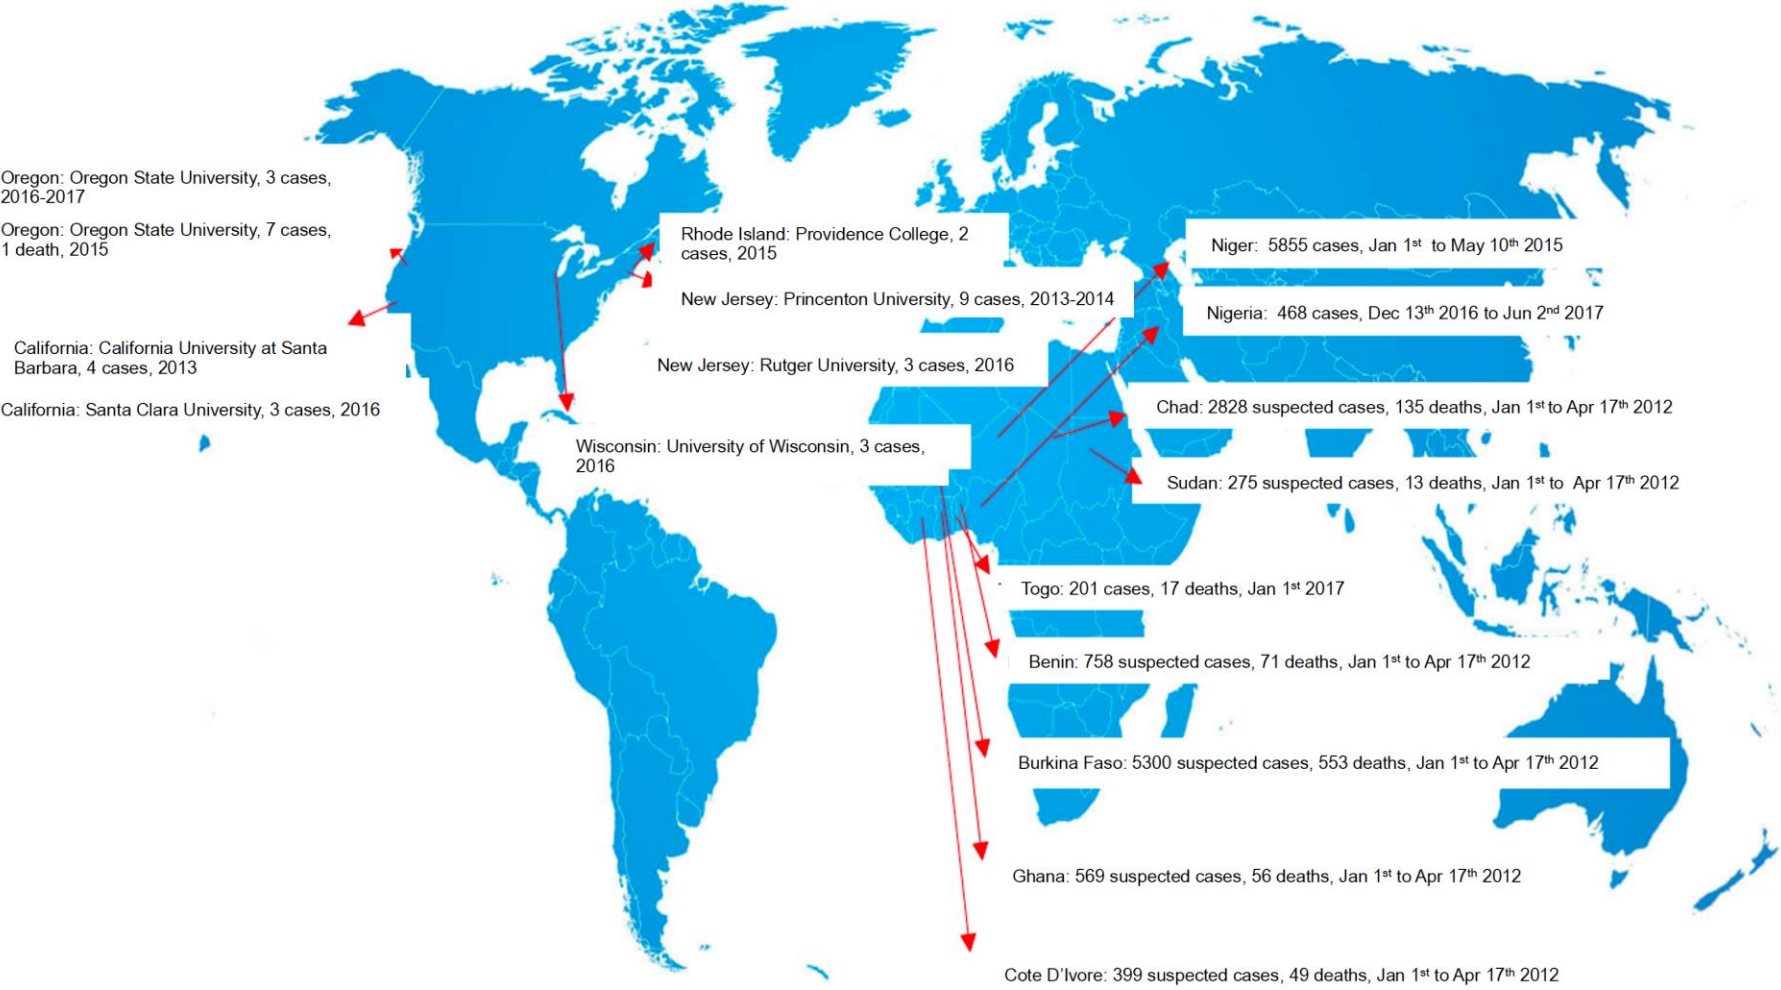 Oregon: Oregon State University, 3 cases,
2016-2017
Oregon: Oregon State University, 7 cases,
1 death, 2015
California: California University at Santa
Barbara, 4 cases, 2013
California: Santa Clara University, 3 cases, 2016
Rhode Island: Providence College, 2
cases, 2015
New Jersey: Princenton University, 9 cases, 2013-2014
New Jersey: Rutger University, 3 cases, 2016
Wisconsin: University of Wisconsin, 3 cases,
2016
Niger: 5855 cases, Jan 1st to May 10th 2015
Nigeria: 468 cases, Dec 13th 2016 to Jun 2nd 2017
Chad: 2828 suspected cases, 135 deaths, Jan 1st to Apr 17th 2012
Sudan: 275 suspected cases, 13 deaths, Jan 1st to Apr 17th 2012
Togo: 201 cases, 17 deaths, Jan 1st 2017
Benin: 758 suspected cases, 71 deaths, Jan 1st to Apr 17th 2012
Burkina Faso: 5300 suspected cases, 553 deaths, Jan 1st to Apr 17th 2012
Ghana: 569 suspected cases, 56 deaths, Jan 1st to Apr 17th 2012
Cote D'Ivore: 399 suspected cases, 49 deaths, Jan 1st to Apr 17th 2012